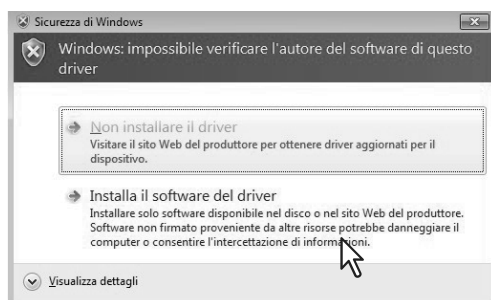 Sicurezza di Windows
Windows: impossibile verificare l'autore del software di questo
driver
Non installare il driver
Visitare il sito Web del produttore per ottenere driver aggiornati per il
dispositivo.
Installa il software del driver
Installare solo software disponibile nel disco o nel sito Web del produttore.
Software non firmato proveniente da altre risorse potrebbe danneggiare il
computer o consentire l'intercettazione di informazioni.
Visualizza dettagli